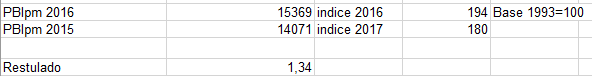 PBIpm 2016 15369 indice 2016 194 Base 1993=100
PBIpm 2015 14071 indice 2017 180
Restulado 1,34